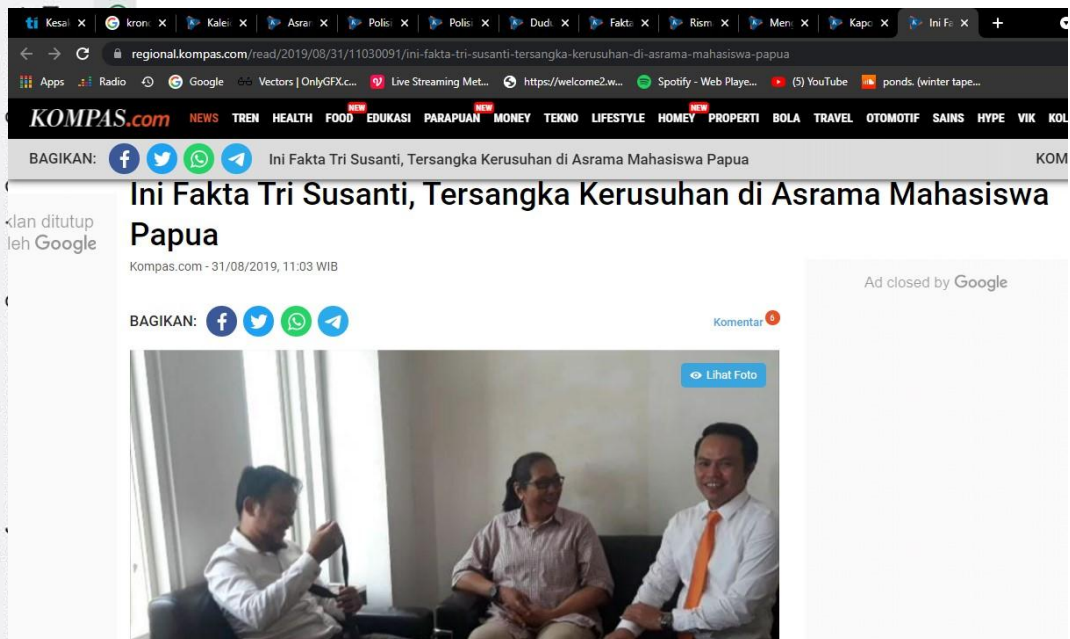 Kesal
kron
Kalei
Asrar
Polisi
Polisi
Dudu
Fakta
Rism
Men
Kapo
Ini Fa
regional.kompas.com/read/2019/08/31/11030091/ini-fakta-tri-susanti-tersangka-kerusuhan-di-asrama-mahasiswa-papua
Apps Radio Google Vectors | OnlyGFX.c... Live Streaming Met... https://welcome2.w... Spotify - Web Playe... (5) YouTube ponds. (winter tape...
KOMPAS.com NEWS TREN HEALTH FOOD NEW EDUKASI PARAPUAN NEW MONEY TEKNO LIFESTYLE HOMEY NEW PROPERTI BOLA TRAVEL OTOMOTIF SAINS HYPE VIK KOL
BAGIKAN: Ini Fakta Tri Susanti, Tersangka Kerusuhan di Asrama Mahasiswa Papua KOM
Ini Fakta Tri Susanti, Tersangka Kerusuhan di Asrama Mahasiswa
Papua
klan ditutup
leh Google
Kompas.com - 31/08/2019, 11:03 WIB
Ad closed by Google
BAGIKAN:
Komentar 6
Lihat Foto